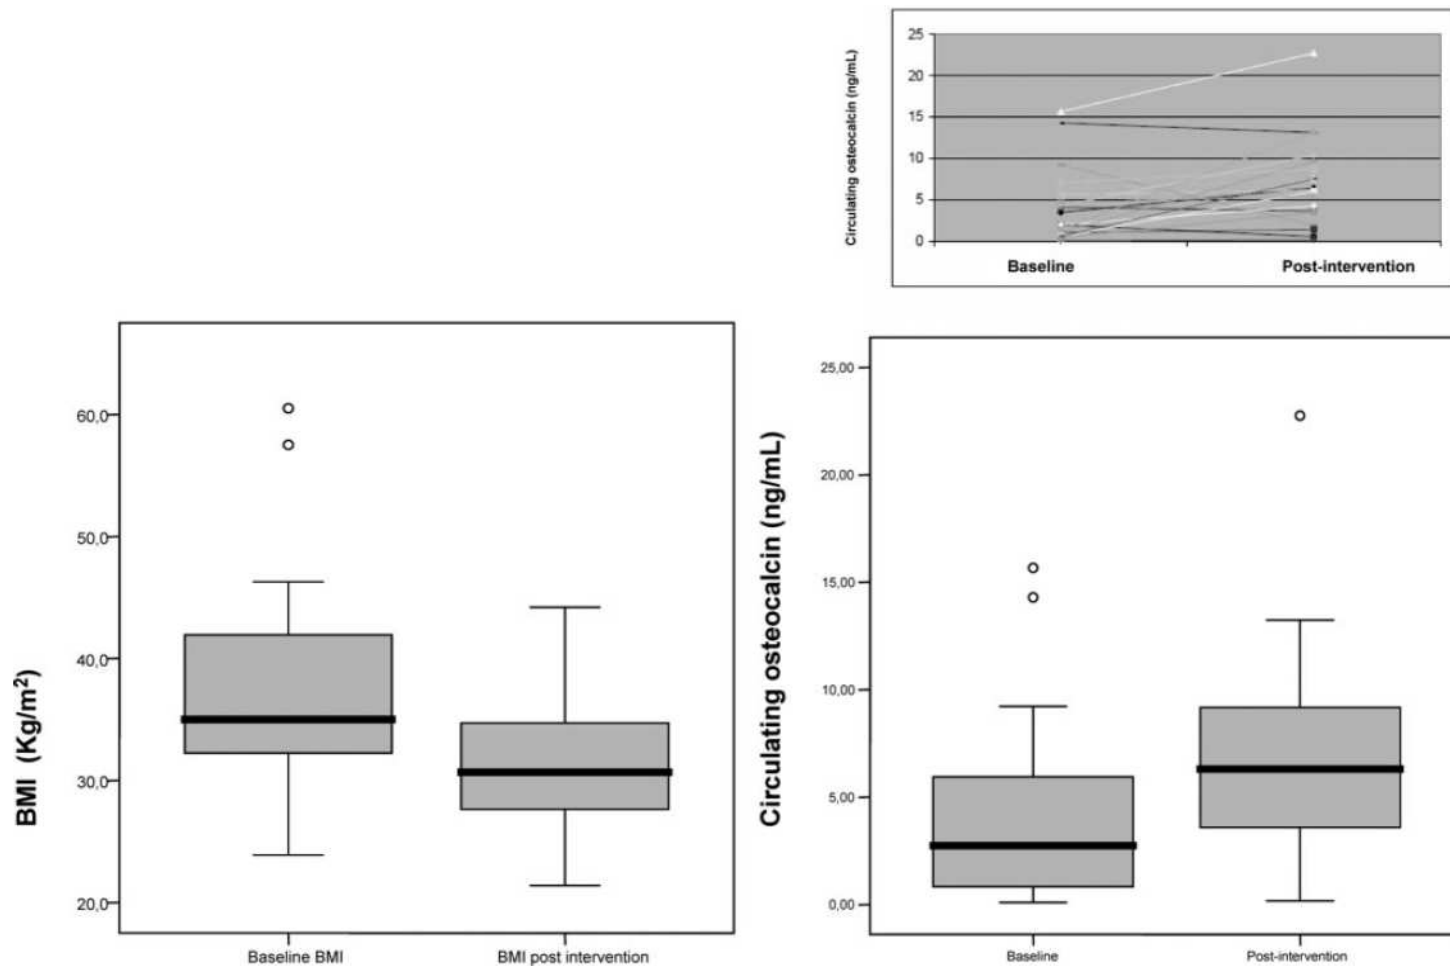 Circulating osteocalcin (ng/mL)
25
20
15
10
5
0
Baseline
Post-intervention
BMI (Kg/m²)
60,0
50,0
40,0
30,0
20,0
Baseline BMI
BMI post intervention
Circulating osteocalcin (ng/mL)
25,00
20,00
15,00
10,00
5,00
0,00
Baseline
Post-intervention